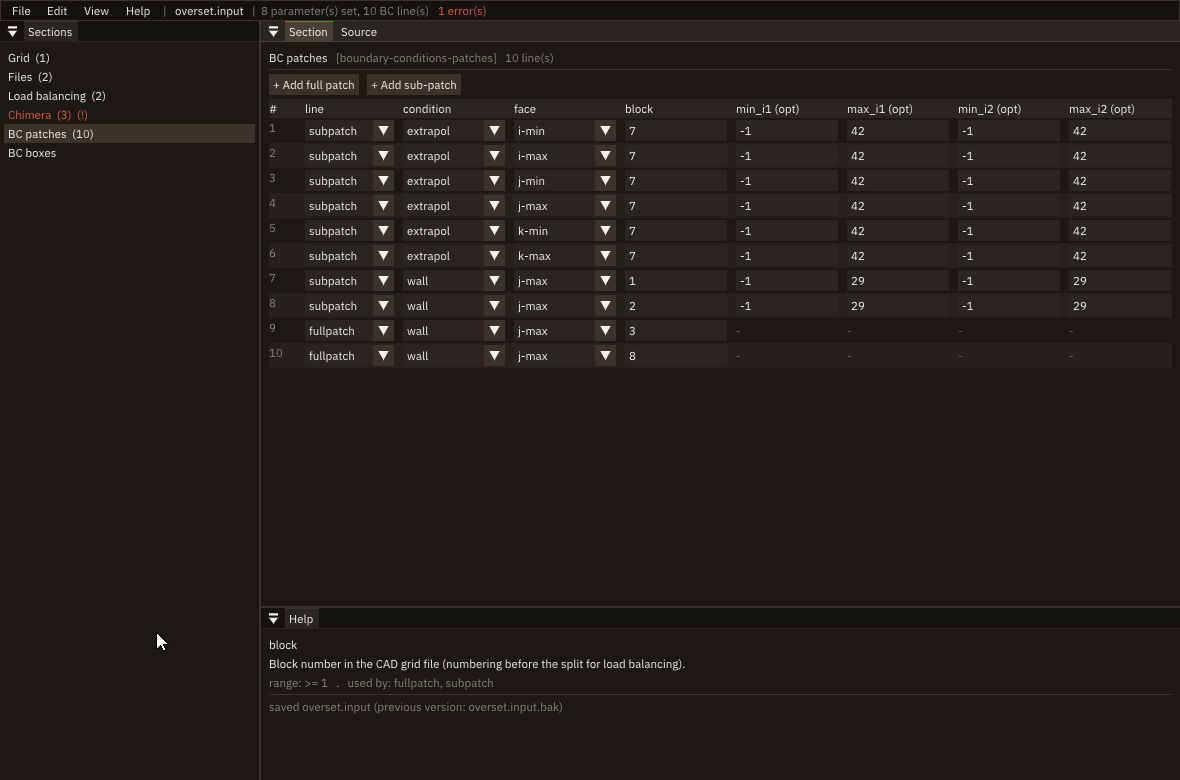 File Edit View Help | overset.input | 8 parameter(s) set, 10 BC line(s) 1 error(s)
Sections
Grid (1)
Files (2)
Load balancing (2)
Chimera (3) (!)
BC patches (10)
BC boxes
Section Source
BC patches [boundary-conditions-patches] 10 line(s)
+ Add full patch + Add sub-patch
# line condition face block min_i1 (opt) max_i1 (opt) min_i2 (opt) max_i2 (opt)
1 subpatch extrapol i-min 7 -1 42 -1 42
2 subpatch extrapol i-max 7 -1 42 -1 42
3 subpatch extrapol j-min 7 -1 42 -1 42
4 subpatch extrapol j-max 7 -1 42 -1 42
5 subpatch extrapol k-min 7 -1 42 -1 42
6 subpatch extrapol k-max 7 -1 42 -1 42
7 subpatch wall j-max 1 -1 29 -1 29
8 subpatch wall j-max 2 -1 29 -1 29
9 fullpatch wall j-max 3 - - - -
10 fullpatch wall j-max 8 - - - -
Help
block
Block number in the CAD grid file (numbering before the split for load balancing).
range: >= 1 . used by: fullpatch, subpatch
saved overset.input (previous version: overset.input.bak)